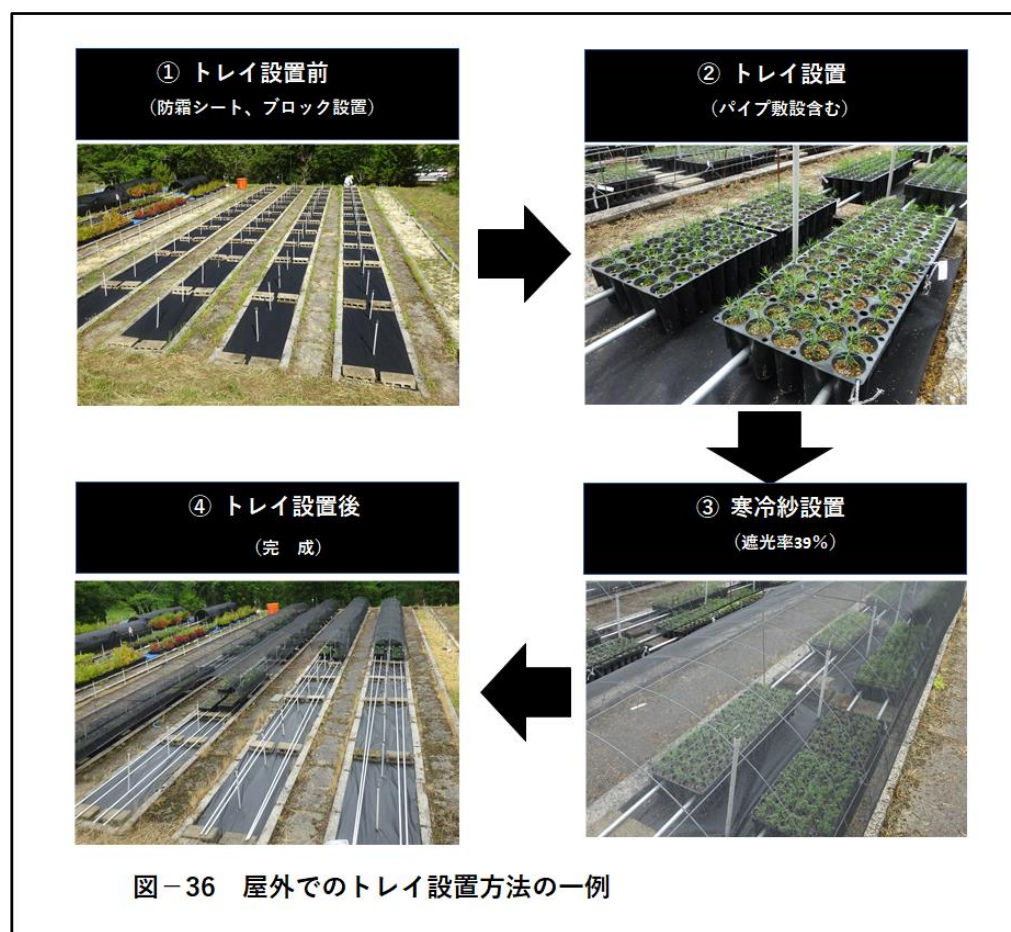 ① トレイ設置前
（防霜シート、ブロック設置）
② トレイ設置
（パイプ敷設含む）
③ 寒冷紗設置
（遮光率39％）
④ トレイ設置後
（完　成）
図－36　屋外でのトレイ設置方法の一例